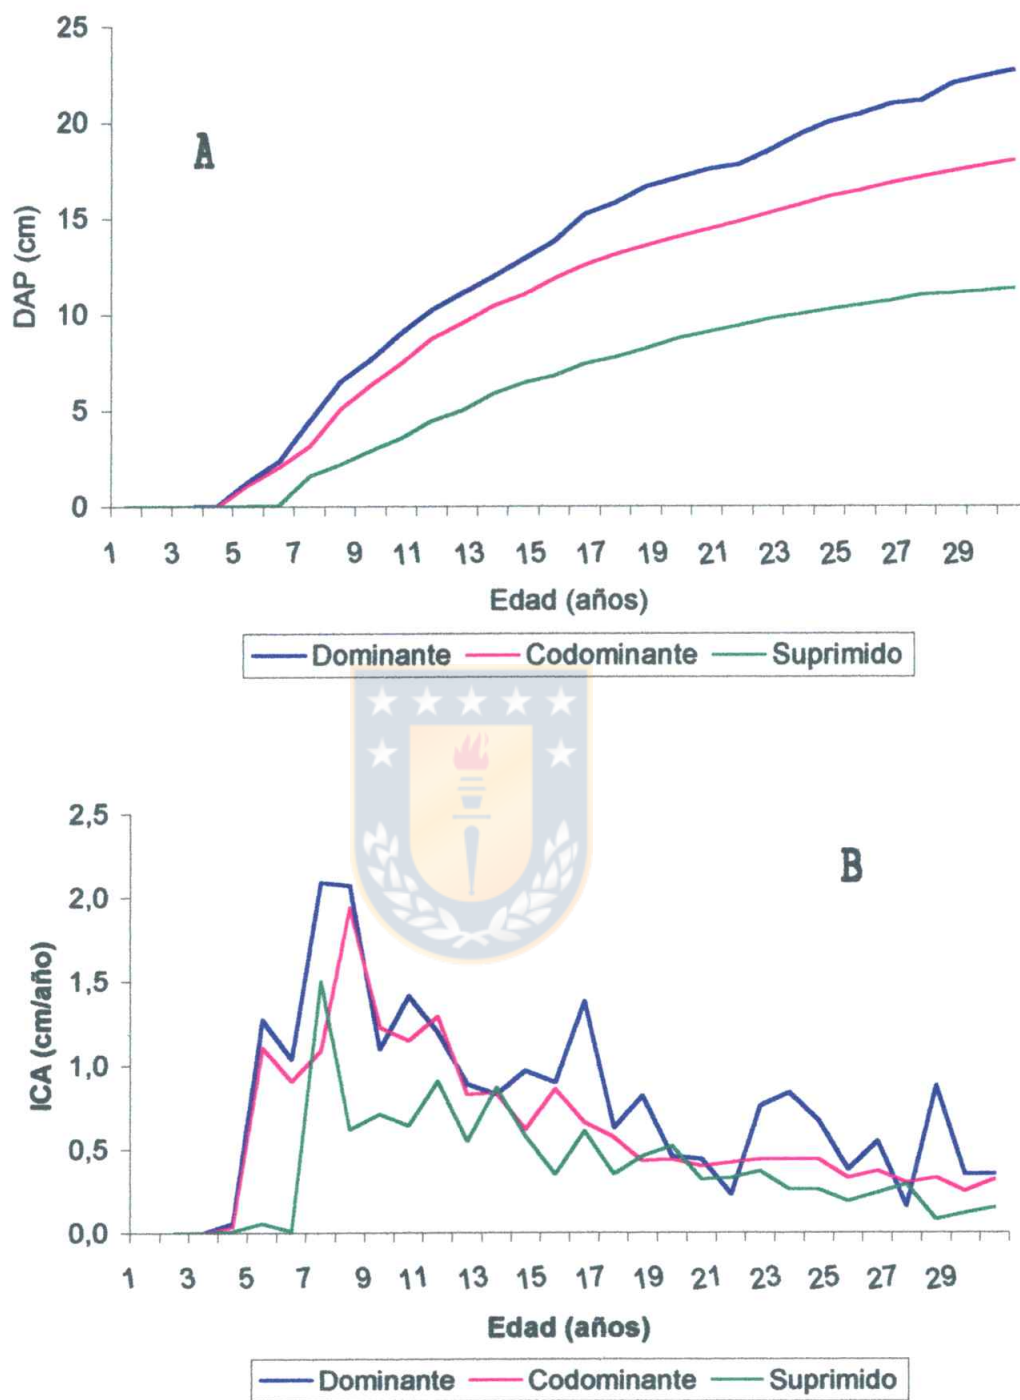 25
20
A
15
DAP (cm)
10
5
0
1 3 5 7 9 11 13 15 17 19 21 23 25 27 29
Edad (años)
Dominante Codominante Suprimido
2,5
B
2,0
1,5
ICA (cm/año)
1,0
0,5
0,0
1 3 5 7 9 11 13 15 17 19 21 23 25 27 29
Edad (años)
Dominante Codominante Suprimido